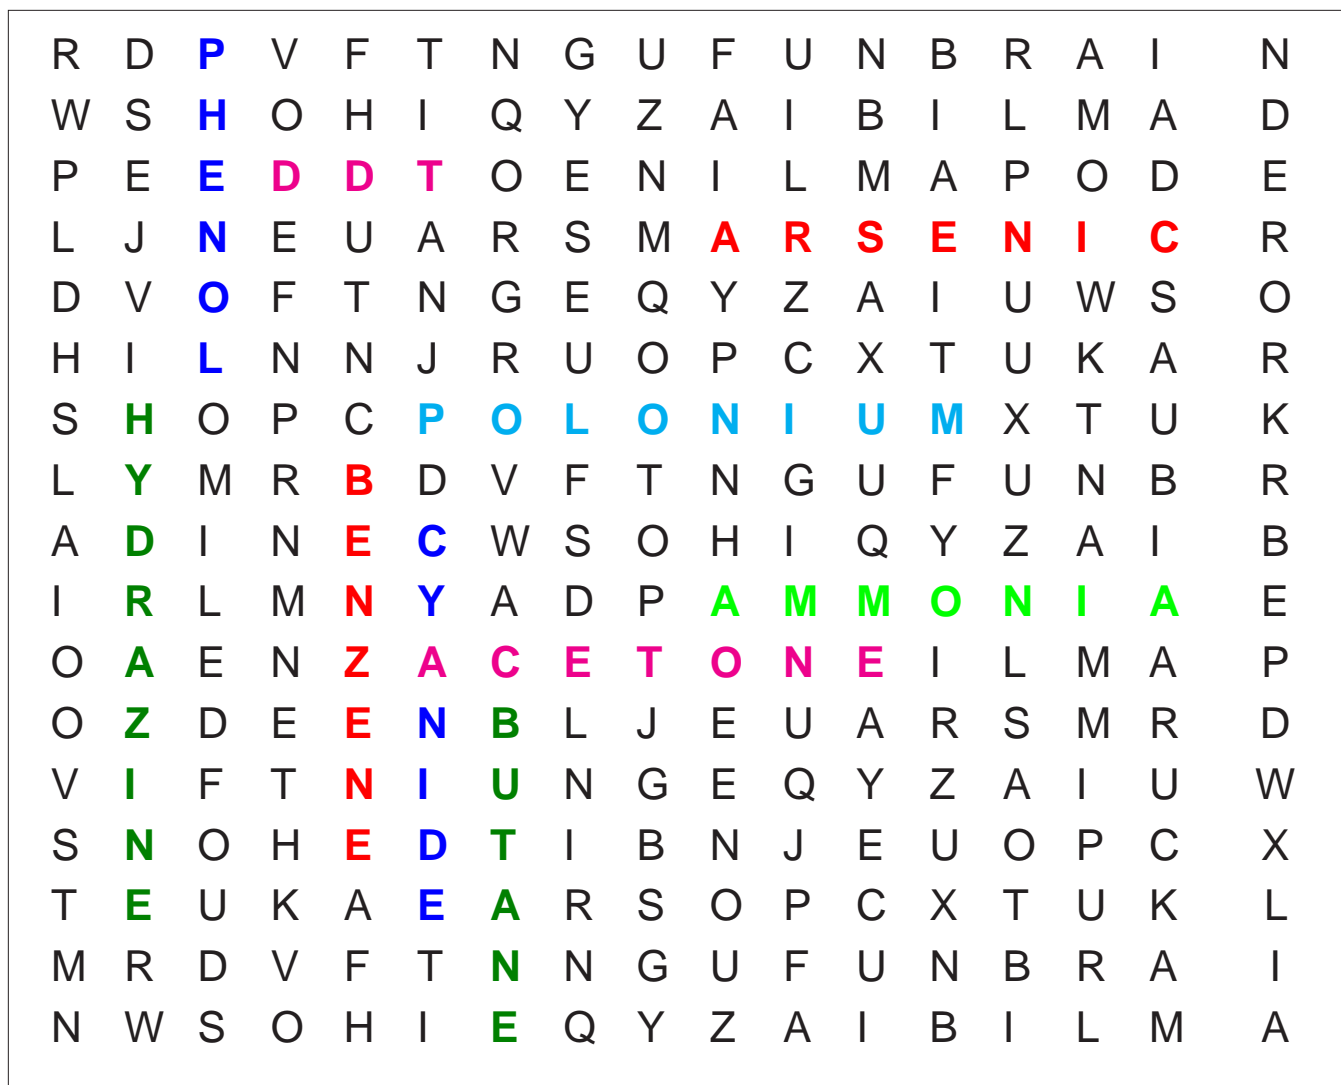 R D P V F T N G U F U N B R A I N
W S H O H I Q Y Z A I B I L M A D
P E E D D T O E N I L M A P O D E
L J N E U A R S M A R S E N I C R
D V O F T N G E Q Y Z A I U W S O
H I L N N J R U O P C X T U K A R
S H O P C P O L O N I U M X T U K
L Y M R B D V F T N G U F U N B R
A D I N E C W S O H I Q Y Z A I B
I R L M N Y A D P A M M O N I A E
O A E N Z A C E T O N E I L M A P
O Z D E E N B L J E U A R S M R D
V I F T N I U N G E Q Y Z A I U W
S N O H E D T I B N J E U O P C X
T E U K A E A R S O P C X T U K L
M R D V F T N N G U F U N B R A I
N W S O H I E Q Y Z A I B I L M A